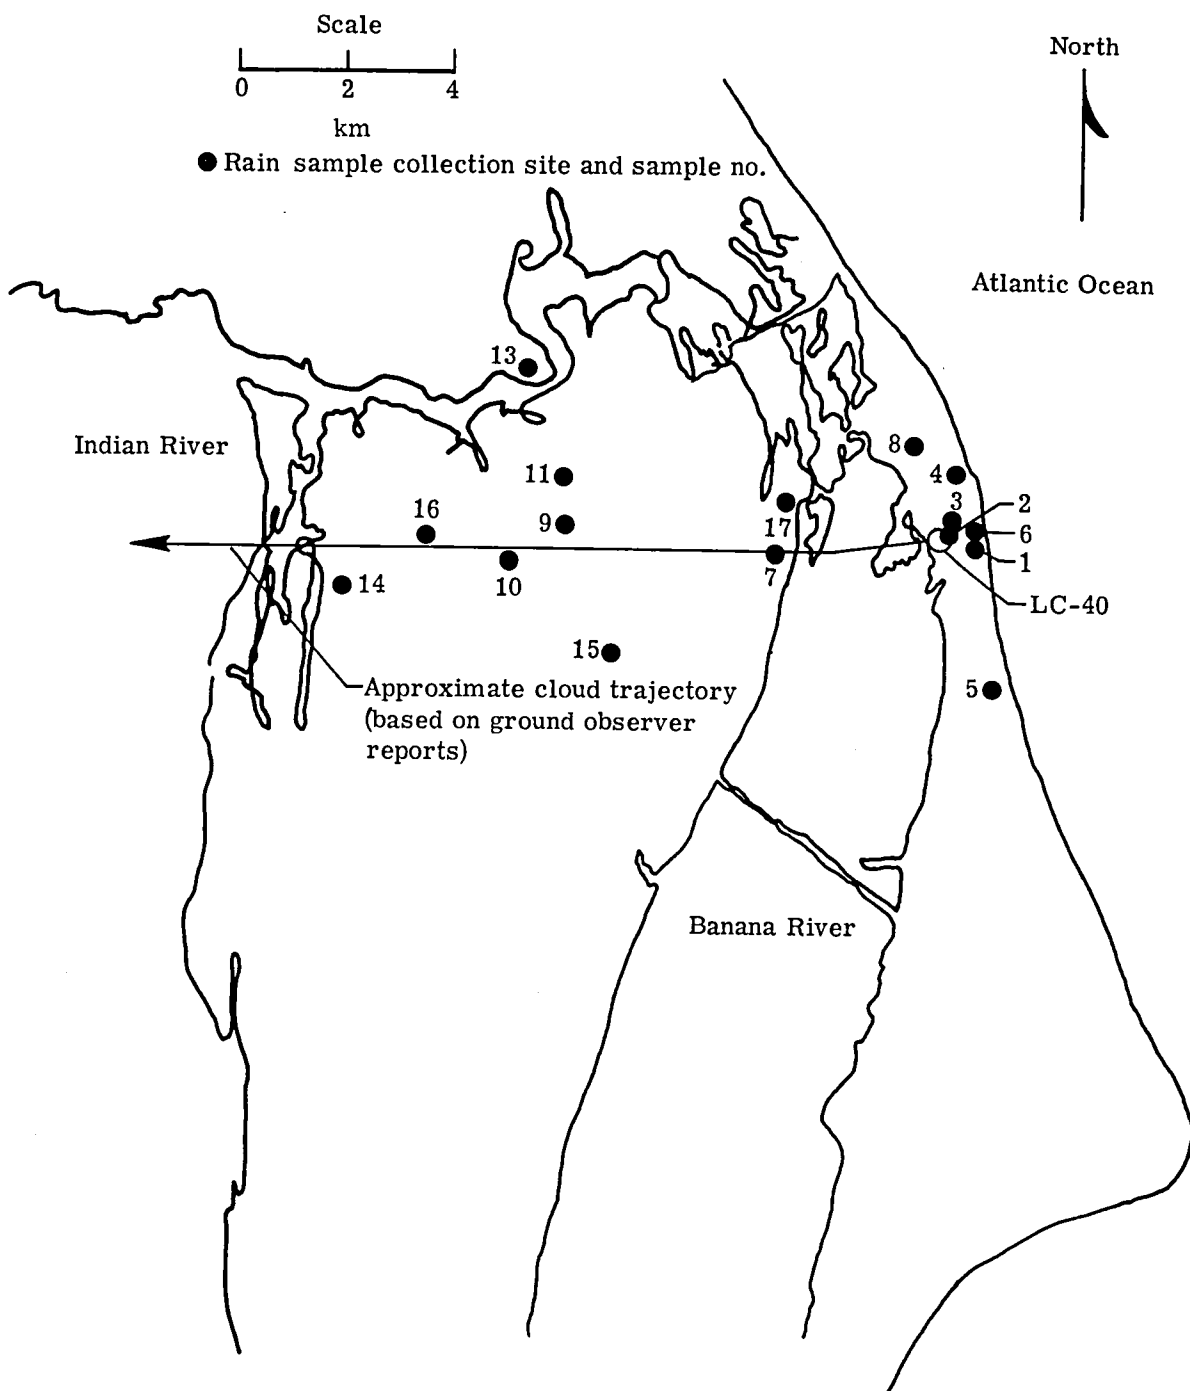 Scale
North
0 2 4
km
Rain sample collection site and sample no.
Atlantic Ocean
13
Indian River
8
11
4
16
3
2
9
17
6
10
7
1
14
LC-40
15
5
Approximate cloud trajectory
(based on ground observer
reports)
Banana River